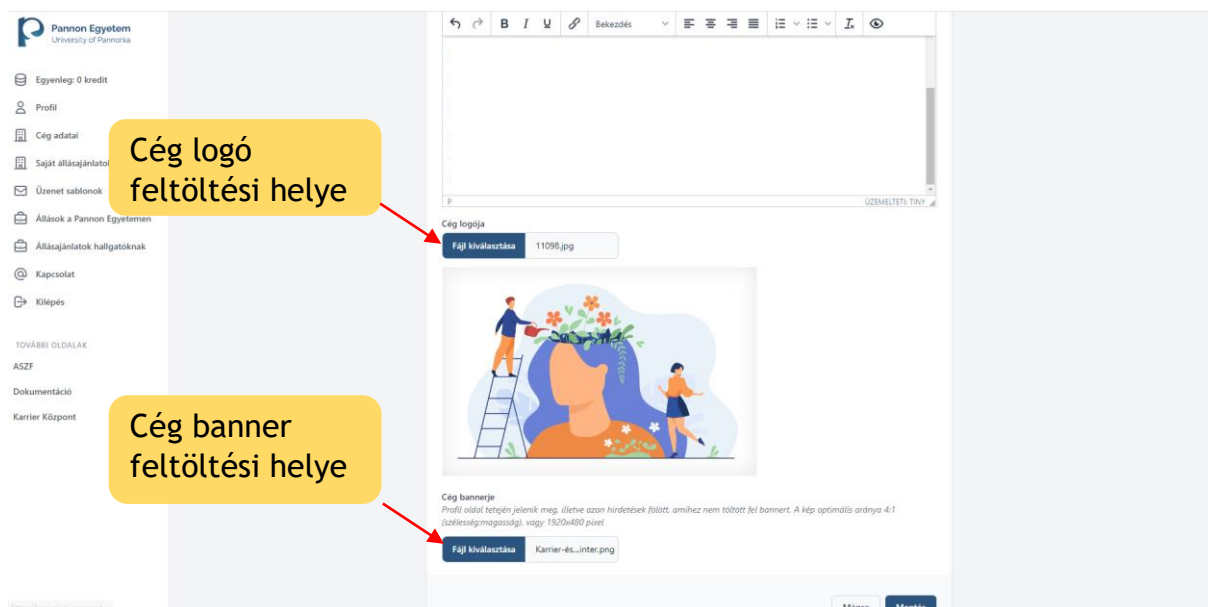 Pannon Egyetem
University of Pannonia
Egyenleg: 0 kredit
Profil
Cég adatai
Saját állásajánlatok
Üzenet sablonok
Állások a Pannon Egyetemen
Állásajánlatok hallgatóknak
Kapcsolat
Kilépés
TOVÁBBI OLDALAK
ASZF
Dokumentáció
Karrier Központ
Cég logó
feltöltési helye
Cég banner
feltöltési helye
B I U Bekezdés
P ÜZEMELTETI: TINY
Cég logója
Fájl kiválasztása 11098.jpg
Cég bannerje
Profil oldal tetején jelenik meg, illetve azon hirdetések fölött, amihez nem töltött fel bannert. A kép optimális aránya 4:1
(szélesség:magasság), vagy 1920x480 pixel
Fájl kiválasztása Karrier-és...inter.png